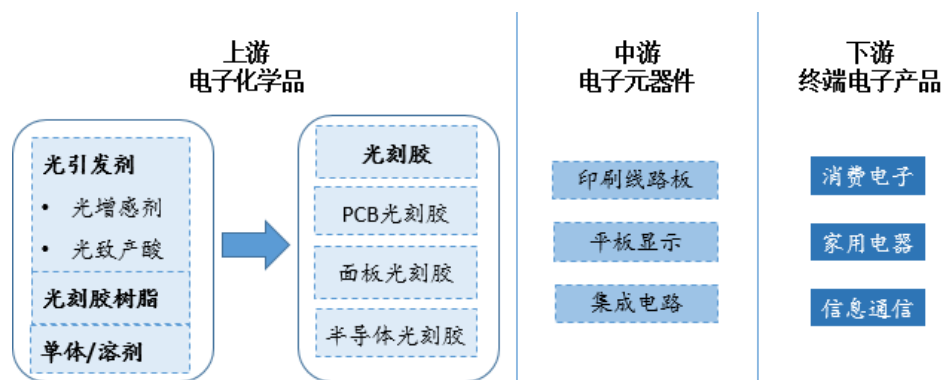 上游
电子化学品
光引发剂
• 光增感剂
• 光致产酸
光刻胶树脂
单体/溶剂
光刻胶
PCB光刻胶
面板光刻胶
半导体光刻胶
中游
电子元器件
印刷线路板
平板显示
集成电路
下游
终端电子产品
消费电子
家用电器
信息通信